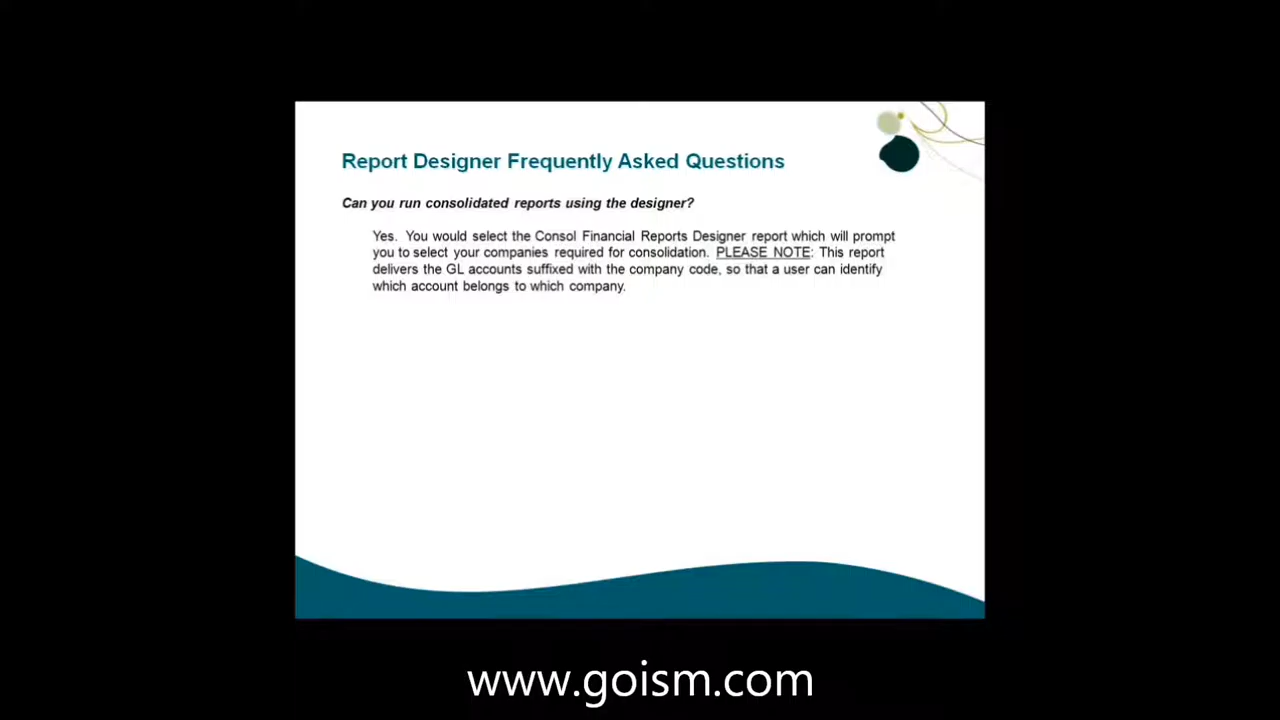 Report Designer Frequently Asked Questions
Can you run consolidated reports using the designer?
Yes. You would select the Consol Financial Reports Designer report which will prompt
you to select your companies required for consolidation. PLEASE NOTE: This report
delivers the GL accounts suffixed with the company code, so that a user can identify
which account belongs to which company.
www.goism.com